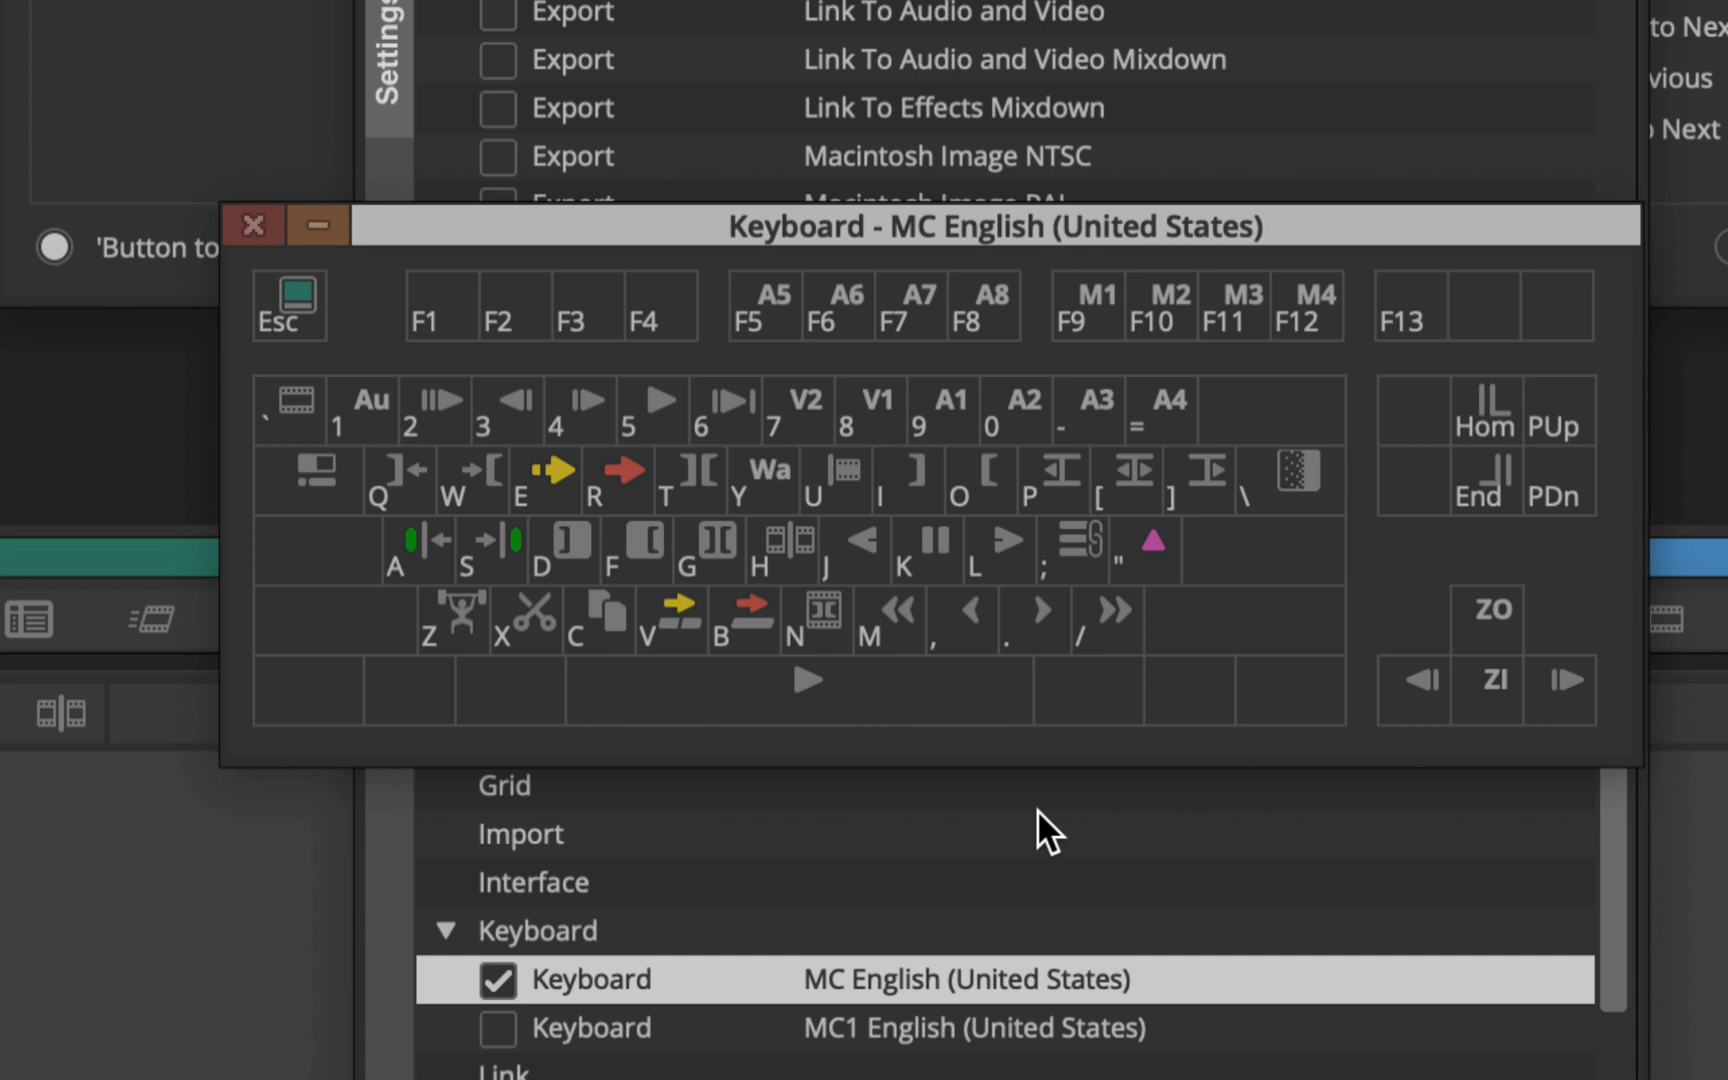 Settings
Export Link To Audio and Video
Export Link To Audio and Video Mixdown
Export Link To Effects Mixdown
Export Macintosh Image NTSC
to Nex
vious
Next
'Button to
Keyboard - MC English (United States)
A5 A6 A7 A8 M1 M2 M3 M4
Esc F1 F2 F3 F4 F5 F6 F7 F8 F9 F10 F11 F12 F13
Au V2 V1 A1 A2 A3 A4
` 1 2 3 4 5 6 7 8 9 0 - = Hom PUp
Wa
Q W E R T Y U I O P [ ] \ End PDn
A S D F G H J K L ; "
ZO
Z X C V B N M , . /
ZI
Grid
Import
Interface
Keyboard
Keyboard MC English (United States)
Keyboard MC1 English (United States)
Link